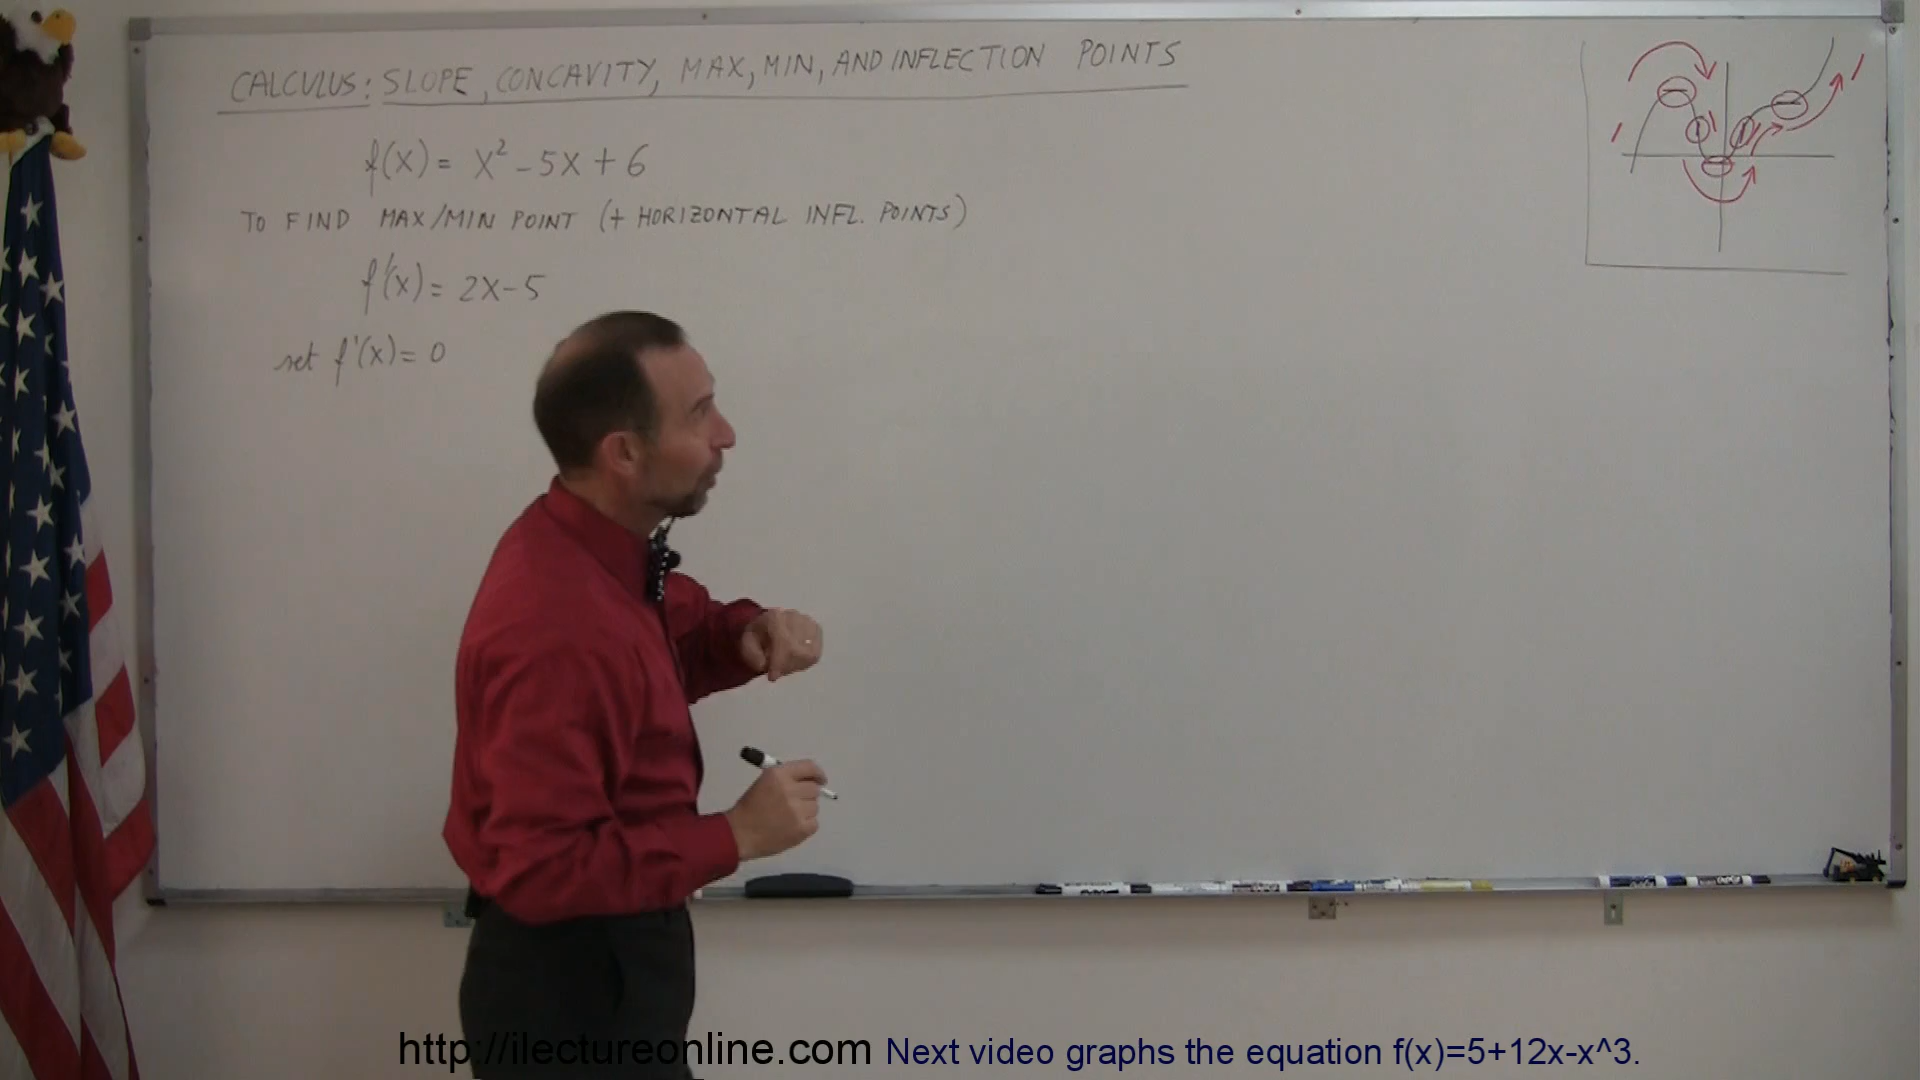 CALCULUS: SLOPE, CONCAVITY, MAX, MIN, AND INFLECTION POINTS
f(x) = x² - 5x + 6
TO FIND MAX/MIN POINT (+ HORIZONTAL INFL. POINTS)
f'(x) = 2x - 5
set f'(x) = 0
http://ilectureonline.com Next video graphs the equation f(x)=5+12x-x^3.